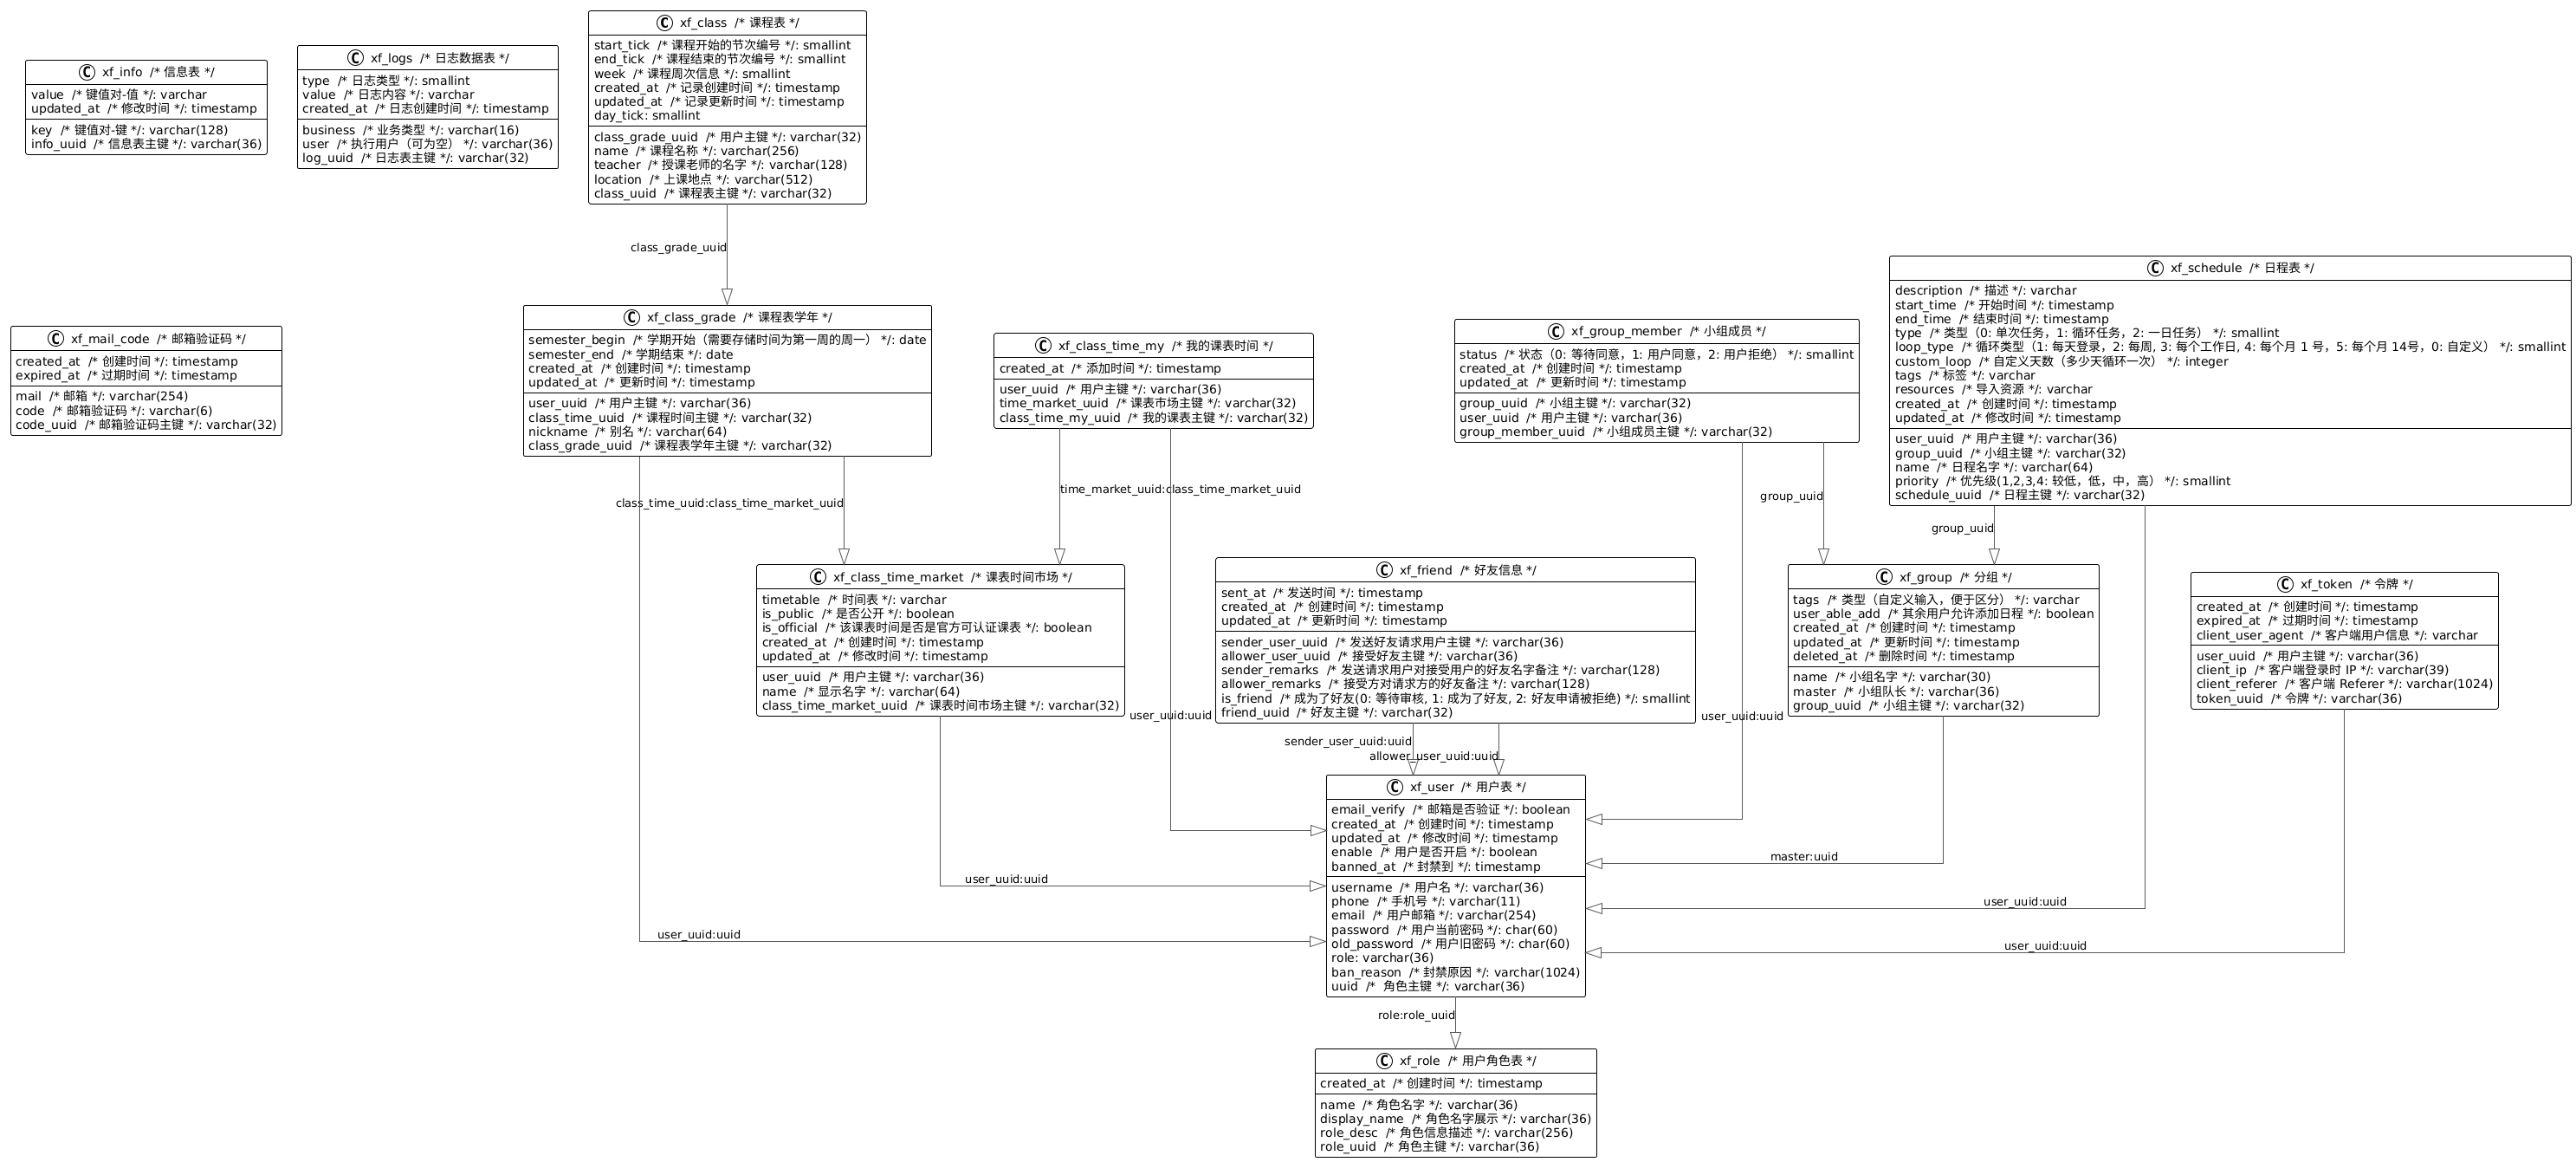 xf_class  /* 课程表 */
start_tick  /* 课程开始的节次编号 */: smallint
end_tick  /* 课程结束的节次编号 */: smallint
week  /* 课程周次信息 */: smallint
created_at  /* 记录创建时间 */: timestamp
updated_at  /* 记录更新时间 */: timestamp
day_tick: smallint
class_grade_uuid  /* 用户主键 */: varchar(32)
name  /* 课程名称 */: varchar(256)
teacher  /* 授课老师的名字 */: varchar(128)
location  /* 上课地点 */: varchar(512)
class_uuid  /* 课程表主键 */: varchar(32)
xf_info  /* 信息表 */
value  /* 键值对-值 */: varchar
updated_at  /* 修改时间 */: timestamp
key  /* 键值对-键 */: varchar(128)
info_uuid  /* 信息表主键 */: varchar(36)
xf_logs  /* 日志数据表 */
type  /* 日志类型 */: smallint
value  /* 日志内容 */: varchar
created_at  /* 日志创建时间 */: timestamp
business  /* 业务类型 */: varchar(16)
user  /* 执行用户（可为空） */: varchar(36)
log_uuid  /* 日志表主键 */: varchar(32)
class_grade_uuid
xf_mail_code  /* 邮箱验证码 */
created_at  /* 创建时间 */: timestamp
expired_at  /* 过期时间 */: timestamp
mail  /* 邮箱 */: varchar(254)
code  /* 邮箱验证码 */: varchar(6)
code_uuid  /* 邮箱验证码主键 */: varchar(32)
xf_class_grade  /* 课程表学年 */
semester_begin  /* 学期开始（需要存储时间为第一周的周一） */: date
semester_end  /* 学期结束 */: date
created_at  /* 创建时间 */: timestamp
updated_at  /* 更新时间 */: timestamp
user_uuid  /* 用户主键 */: varchar(36)
class_time_uuid  /* 课程时间主键 */: varchar(32)
nickname  /* 别名 */: varchar(64)
class_grade_uuid  /* 课程表学年主键 */: varchar(32)
xf_class_time_my  /* 我的课表时间 */
created_at  /* 添加时间 */: timestamp
user_uuid  /* 用户主键 */: varchar(36)
time_market_uuid  /* 课表市场主键 */: varchar(32)
class_time_my_uuid  /* 我的课表主键 */: varchar(32)
xf_group_member  /* 小组成员 */
status  /* 状态（0: 等待同意，1: 用户同意，2: 用户拒绝） */: smallint
created_at  /* 创建时间 */: timestamp
updated_at  /* 更新时间 */: timestamp
group_uuid  /* 小组主键 */: varchar(32)
user_uuid  /* 用户主键 */: varchar(36)
group_member_uuid  /* 小组成员主键 */: varchar(32)
xf_schedule  /* 日程表 */
description  /* 描述 */: varchar
start_time  /* 开始时间 */: timestamp
end_time  /* 结束时间 */: timestamp
type  /* 类型（0: 单次任务，1: 循环任务，2: 一日任务） */: smallint
loop_type  /* 循环类型（1: 每天登录，2: 每周, 3: 每个工作日, 4: 每个月 1 号，5: 每个月 14号，0: 自定义） */: smallint
custom_loop  /* 自定义天数（多少天循环一次） */: integer
tags  /* 标签 */: varchar
resources  /* 导入资源 */: varchar
created_at  /* 创建时间 */: timestamp
updated_at  /* 修改时间 */: timestamp
user_uuid  /* 用户主键 */: varchar(36)
group_uuid  /* 小组主键 */: varchar(32)
name  /* 日程名字 */: varchar(64)
priority  /* 优先级(1,2,3,4: 较低，低，中，高） */: smallint
schedule_uuid  /* 日程主键 */: varchar(32)
class_time_uuid:class_time_market_uuid
time_market_uuid:class_time_market_uuid
group_uuid
group_uuid
xf_class_time_market  /* 课表时间市场 */
timetable  /* 时间表 */: varchar
is_public  /* 是否公开 */: boolean
is_official  /* 该课表时间是否是官方可认证课表 */: boolean
created_at  /* 创建时间 */: timestamp
updated_at  /* 修改时间 */: timestamp
user_uuid  /* 用户主键 */: varchar(36)
name  /* 显示名字 */: varchar(64)
class_time_market_uuid  /* 课表时间市场主键 */: varchar(32)
xf_friend  /* 好友信息 */
sent_at  /* 发送时间 */: timestamp
created_at  /* 创建时间 */: timestamp
updated_at  /* 更新时间 */: timestamp
sender_user_uuid  /* 发送好友请求用户主键 */: varchar(36)
allower_user_uuid  /* 接受好友主键 */: varchar(36)
sender_remarks  /* 发送请求用户对接受用户的好友名字备注 */: varchar(128)
allower_remarks  /* 接受方对请求方的好友备注 */: varchar(128)
is_friend  /* 成为了好友(0: 等待审核, 1: 成为了好友, 2: 好友申请被拒绝) */: smallint
friend_uuid  /* 好友主键 */: varchar(32)
xf_group  /* 分组 */
tags  /* 类型（自定义输入，便于区分） */: varchar
user_able_add  /* 其余用户允许添加日程 */: boolean
created_at  /* 创建时间 */: timestamp
updated_at  /* 更新时间 */: timestamp
deleted_at  /* 删除时间 */: timestamp
name  /* 小组名字 */: varchar(30)
master  /* 小组队长 */: varchar(36)
group_uuid  /* 小组主键 */: varchar(32)
xf_token  /* 令牌 */
created_at  /* 创建时间 */: timestamp
expired_at  /* 过期时间 */: timestamp
client_user_agent  /* 客户端用户信息 */: varchar
user_uuid  /* 用户主键 */: varchar(36)
client_ip  /* 客户端登录时 IP */: varchar(39)
client_referer  /* 客户端 Referer */: varchar(1024)
token_uuid  /* 令牌 */: varchar(36)
user_uuid:uuid
user_uuid:uuid
sender_user_uuid:uuid
allower_user_uuid:uuid
xf_user  /* 用户表 */
email_verify  /* 邮箱是否验证 */: boolean
created_at  /* 创建时间 */: timestamp
updated_at  /* 修改时间 */: timestamp
enable  /* 用户是否开启 */: boolean
banned_at  /* 封禁到 */: timestamp
username  /* 用户名 */: varchar(36)
phone  /* 手机号 */: varchar(11)
email  /* 用户邮箱 */: varchar(254)
password  /* 用户当前密码 */: char(60)
old_password  /* 用户旧密码 */: char(60)
role: varchar(36)
ban_reason  /* 封禁原因 */: varchar(1024)
uuid  /*  角色主键 */: varchar(36)
master:uuid
user_uuid:uuid
user_uuid:uuid
user_uuid:uuid
user_uuid:uuid
role:role_uuid
xf_role  /* 用户角色表 */
created_at  /* 创建时间 */: timestamp
name  /* 角色名字 */: varchar(36)
display_name  /* 角色名字展示 */: varchar(36)
role_desc  /* 角色信息描述 */: varchar(256)
role_uuid  /* 角色主键 */: varchar(36)